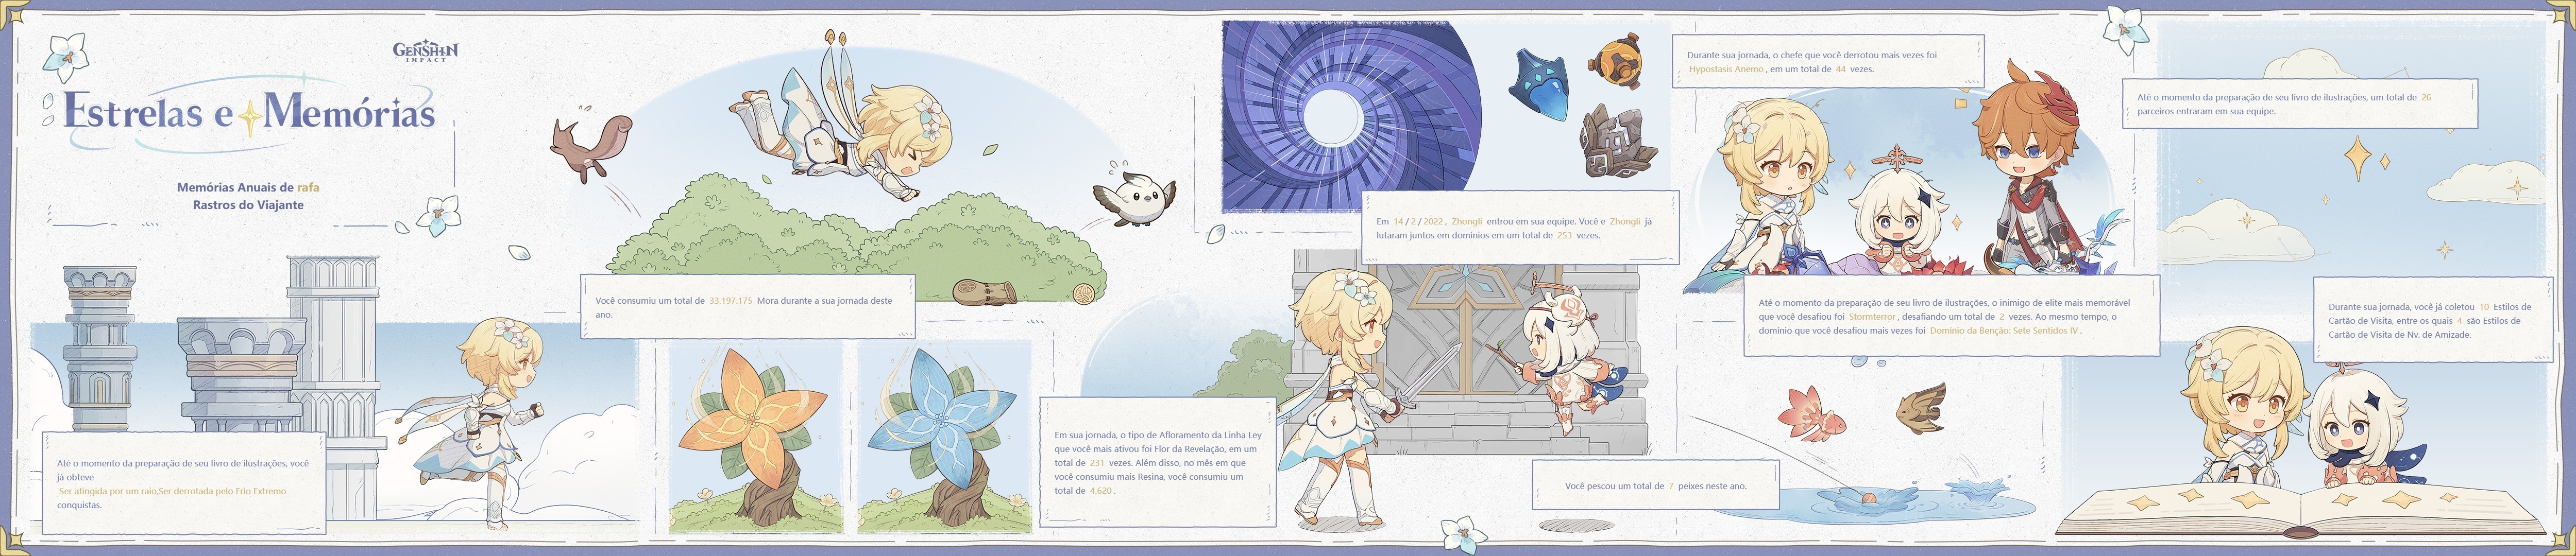 GENSHIN
IMPACT
Estrelas e Memórias
Memórias Anuais de rafa
Rastros do Viajante
Até o momento da preparação de seu livro de ilustrações, você
já obteve
Ser atingida por um raio,Ser derrotada pelo Frio Extremo
conquistas.
Você consumiu um total de 33.197.175 Mora durante a sua jornada deste
ano.
Em sua jornada, o tipo de Afloramento da Linha Ley
que você mais ativou foi Flor da Revelação, em um
total de 231 vezes. Além disso, no mês em que
você consumiu mais Resina, você consumiu um
total de 4.620.
Em 14/2/2022, Zhongli entrou em sua equipe. Você e Zhongli já
lutaram juntos em domínios em um total de 253 vezes.
Você pescou um total de 7 peixes neste ano.
Durante sua jornada, o chefe que você derrotou mais vezes foi
Hypostasis Anemo, em um total de 44 vezes.
Até o momento da preparação de seu livro de ilustrações, o inimigo de elite mais memorável
que você desafiou foi Stormterror, desafiando um total de 2 vezes. Ao mesmo tempo, o
domínio que você desafiou mais vezes foi Domínio da Benção: Sete Sentidos IV.
Até o momento da preparação de seu livro de ilustrações, um total de 26
parceiros entraram em sua equipe.
Durante sua jornada, você já coletou 10 Estilos de
Cartão de Visita, entre os quais 4 são Estilos de
Cartão de Visita de Nv. de Amizade.